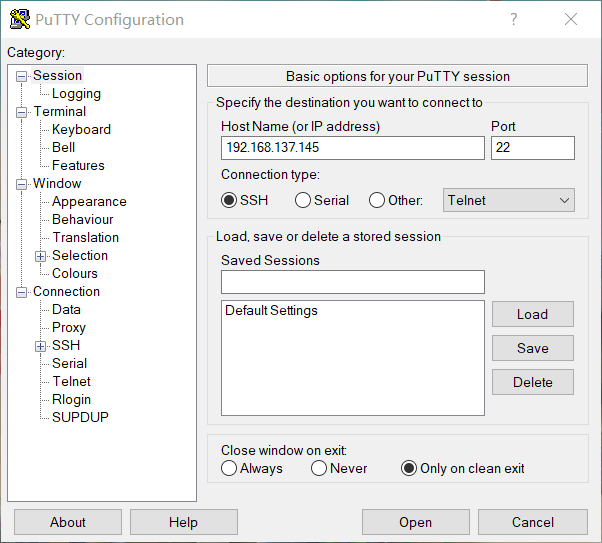 PuTTY Configuration
?
Category:
Session
Logging
Terminal
Keyboard
Bell
Features
Window
Appearance
Behaviour
Translation
Selection
Colours
Connection
Data
Proxy
SSH
Serial
Telnet
Rlogin
SUPDUP
Basic options for your PuTTY session
Specify the destination you want to connect to
Host Name (or IP address) Port
192.168.137.145 22
Connection type:
SSH Serial Other: Telnet
Load, save or delete a stored session
Saved Sessions
Default Settings
Load
Save
Delete
Close window on exit:
Always Never Only on clean exit
About Help Open Cancel